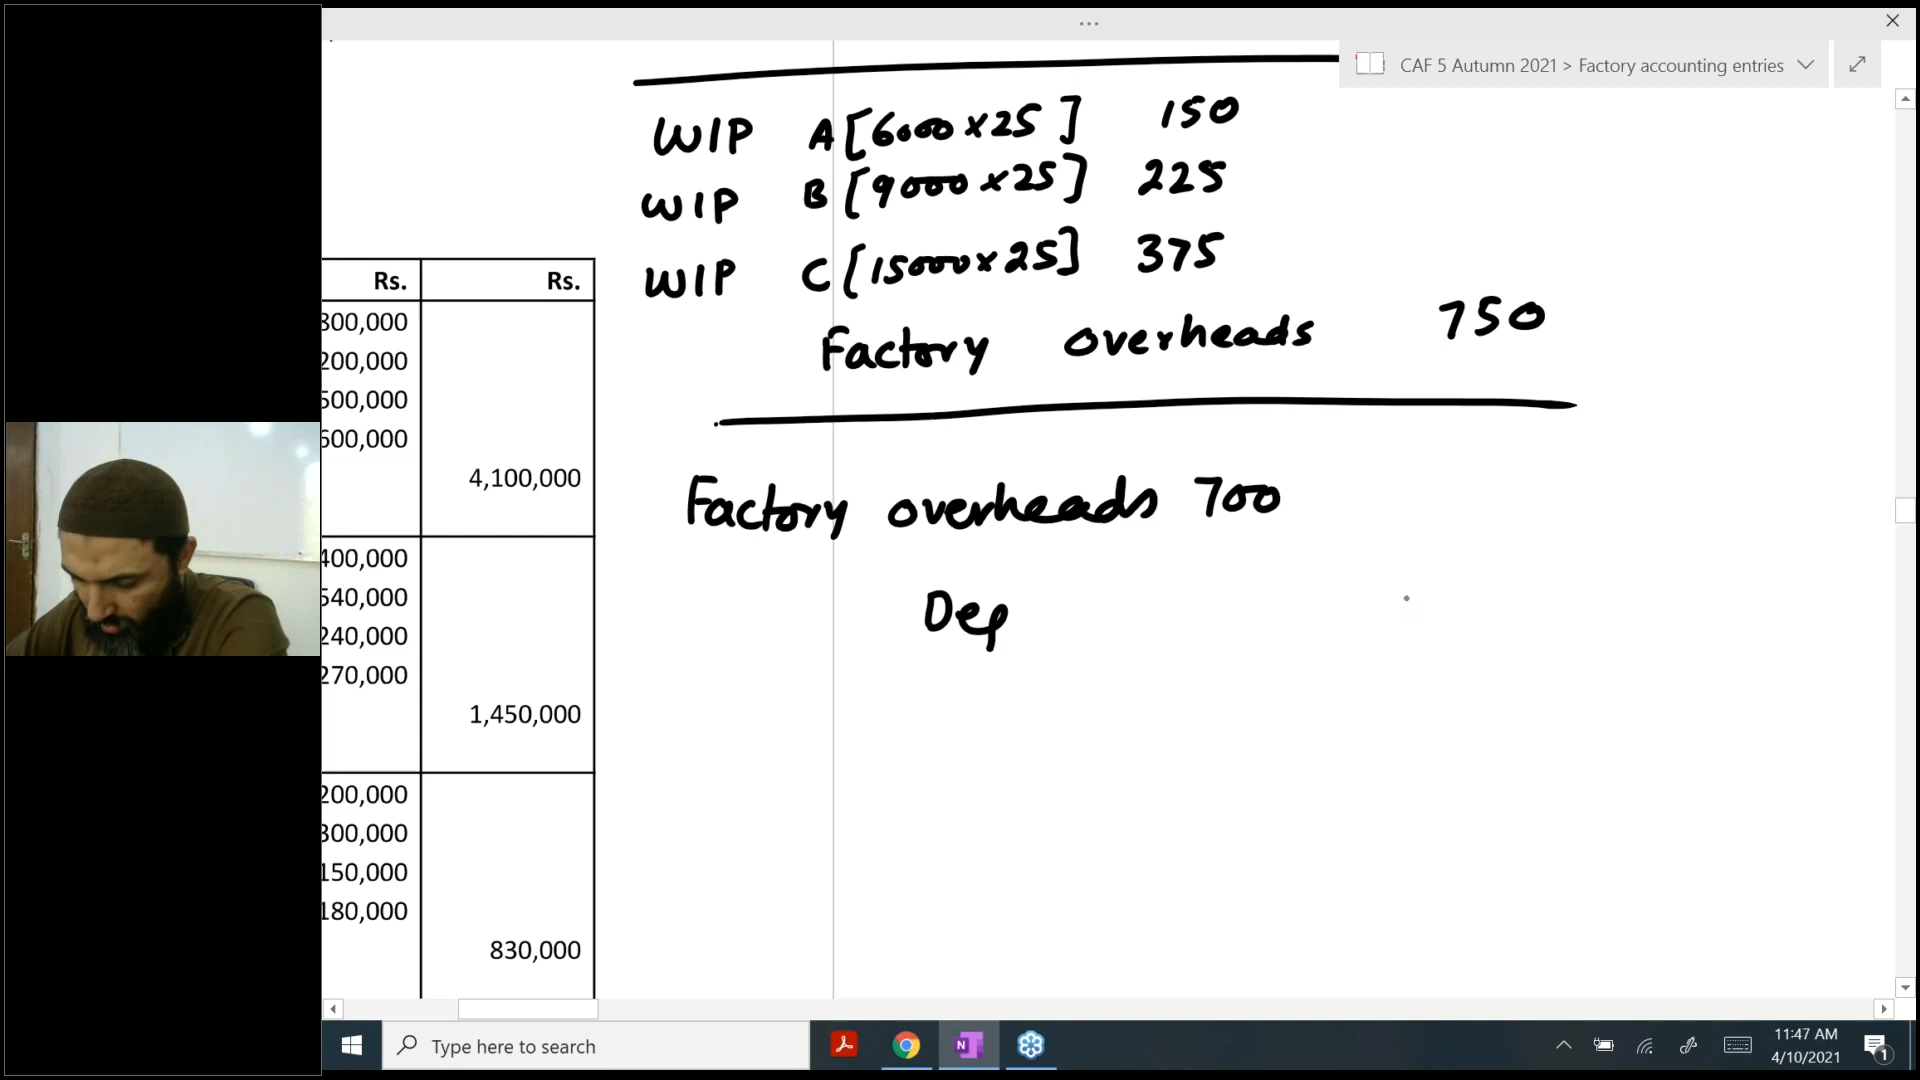 CAF 5 Autumn 2021 > Factory accounting entries
WIP A [6000 x 25] 150
WIP B [9000 x 25] 225
WIP C [15000 x 25] 375
Factory overheads 750
Factory overheads 700
Dep
Rs. Rs.
300,000
200,000
500,000
600,000
4,100,000
400,000
540,000
240,000
270,000
1,450,000
200,000
300,000
150,000
180,000
830,000
Type here to search
N
11:47 AM
4/10/2021
1